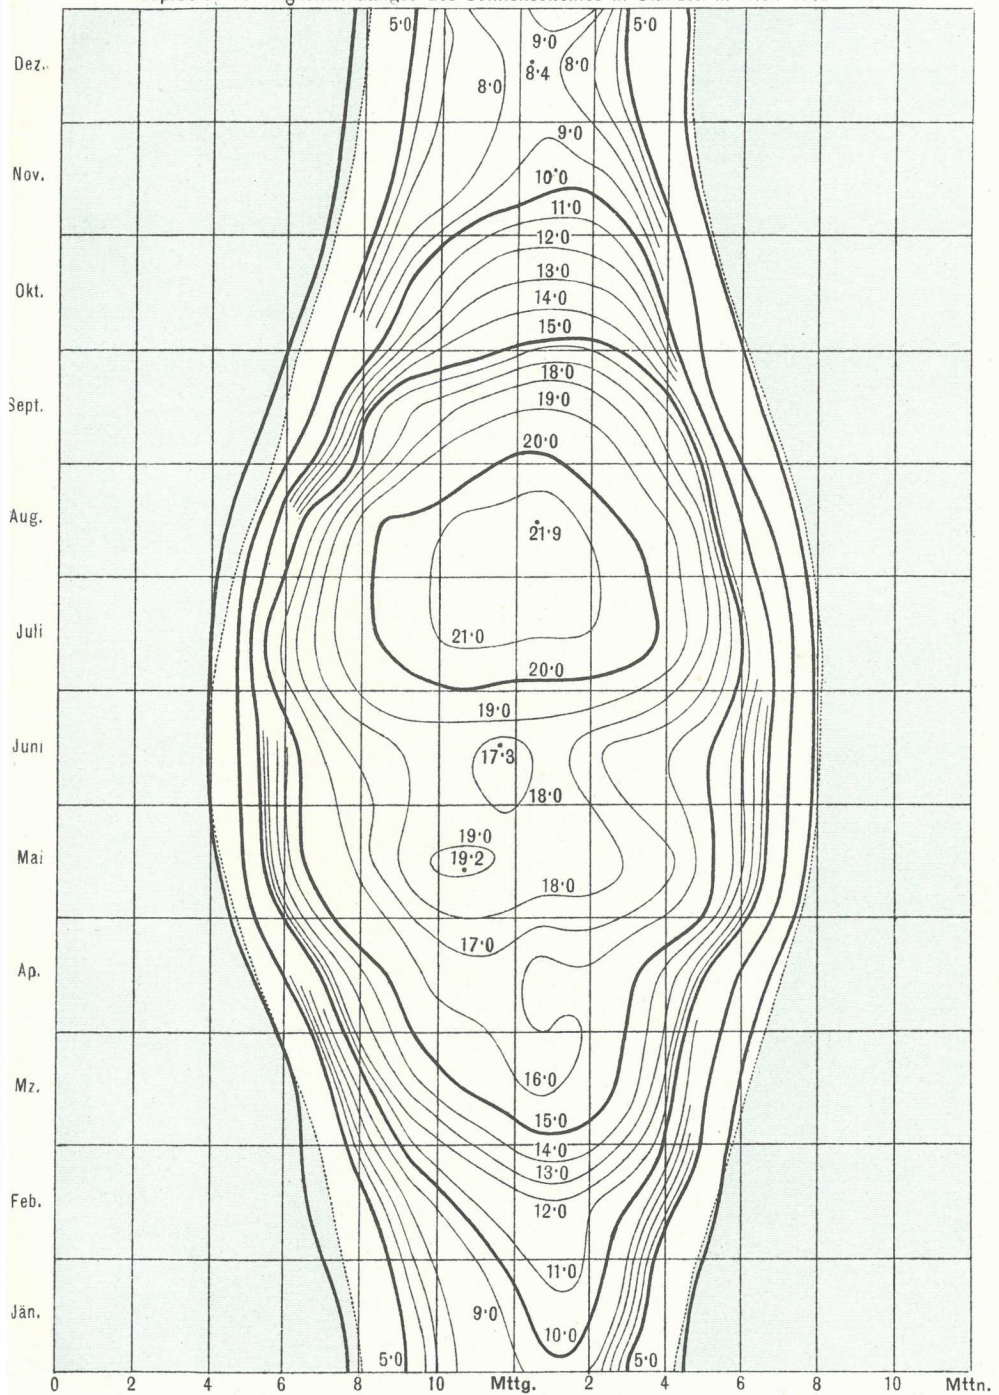 5·0 5·0
9·0
Dez. 8·4 8·0
8·0
9·0
Nov. 10·0
11·0
12·0
13·0
Okt. 14·0
15·0
18·0
Sept. 19·0
20·0
Aug.
21·9
Juli
21·0
20·0
19·0
Juni
17·3
18·0
19·0
Mai 19·2
18·0
17·0
Ap.
Mz. 16·0
15·0
14·0
13·0
Feb. 12·0
11·0
Jän. 9·0
10·0
5·0 5·0
0 2 4 6 8 10 Mttg. 2 4 6 8 10 Mttn.